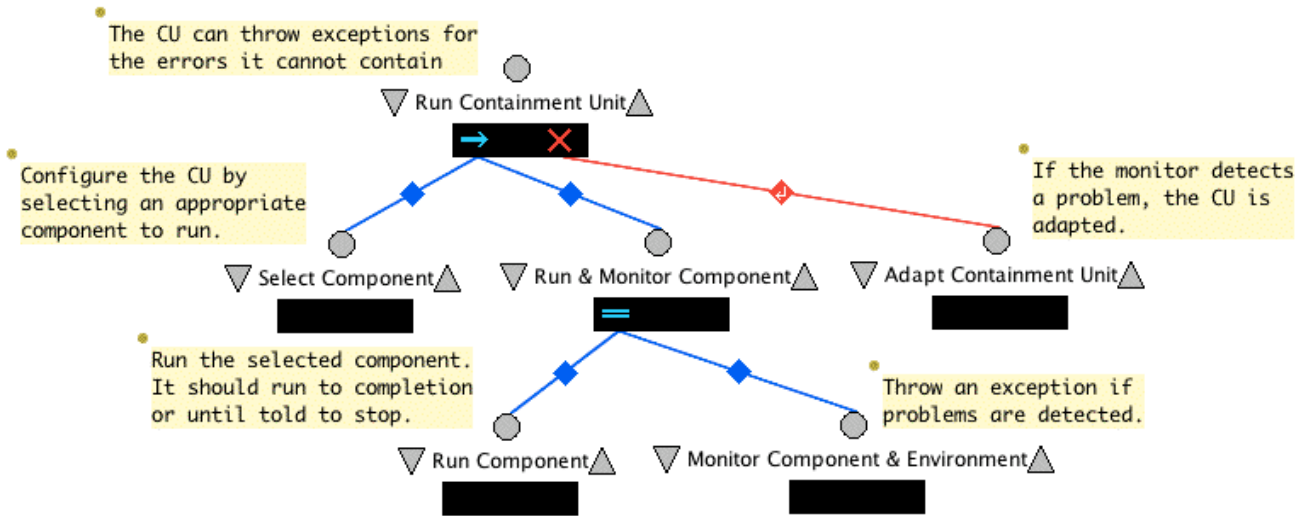 The CU can throw exceptions for
the errors it cannot contain
Run Containment Unit
Configure the CU by
selecting an appropriate
component to run.
If the monitor detects
a problem, the CU is
adapted.
Select Component
Run & Monitor Component
Adapt Containment Unit
Run the selected component.
It should run to completion
or until told to stop.
Throw an exception if
problems are detected.
Run Component
Monitor Component & Environment